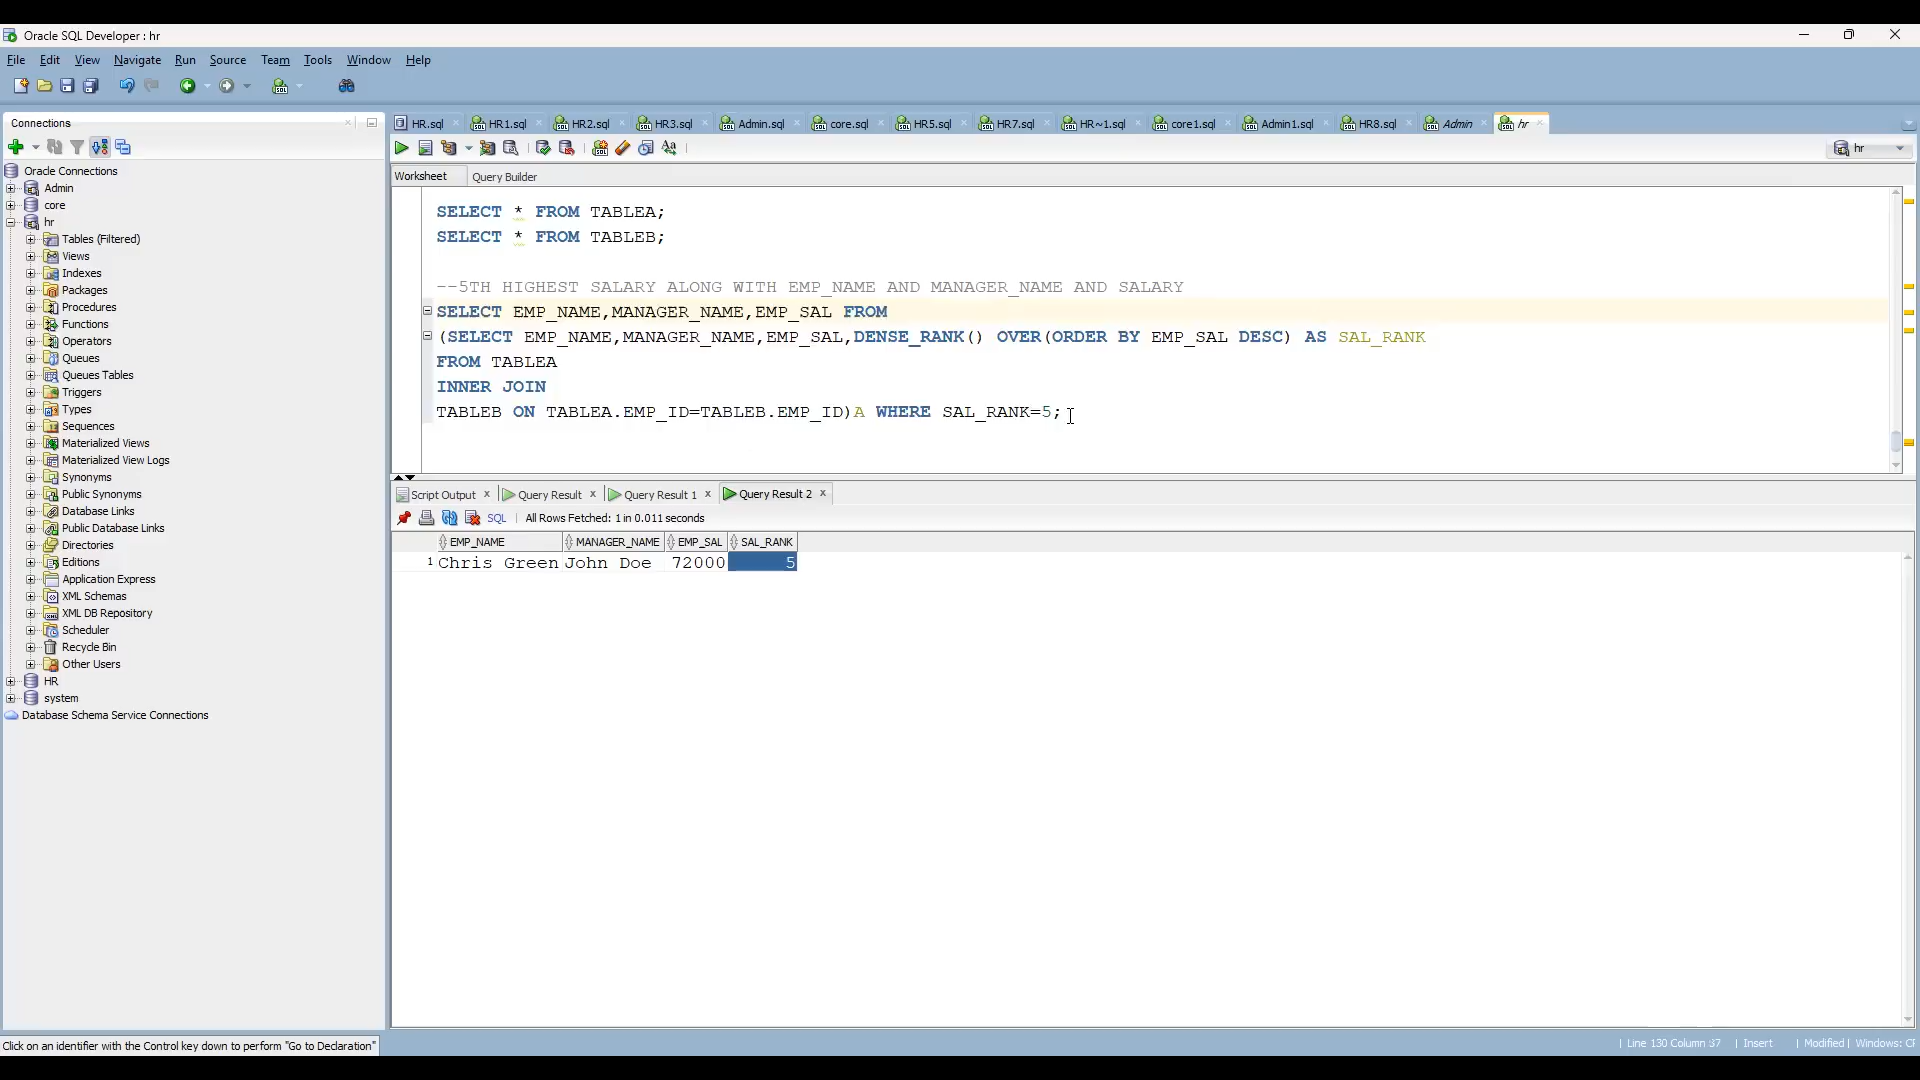 Oracle SQL Developer : hr
File Edit View Navigate Run Source Team Tools Window Help
Connections
Oracle Connections
Admin
core
hr
Tables (Filtered)
Views
Indexes
Packages
Procedures
Functions
Operators
Queues
Queues Tables
Triggers
Types
Sequences
Materialized Views
Materialized View Logs
Synonyms
Public Synonyms
Database Links
Public Database Links
Directories
Editions
Application Express
XML Schemas
XML DB Repository
Scheduler
Recycle Bin
Other Users
HR
system
Database Schema Service Connections
HR.sql HR1.sql HR2.sql HR3.sql Admin.sql core.sql HR5.sql HR7.sql HR~1.sql core1.sql Admin1.sql HR8.sql Admin hr
hr
Worksheet Query Builder
SELECT * FROM TABLEA;
SELECT * FROM TABLEB;
--5TH HIGHEST SALARY ALONG WITH EMP_NAME AND MANAGER_NAME AND SALARY
SELECT EMP_NAME,MANAGER_NAME,EMP_SAL FROM
(SELECT EMP_NAME,MANAGER_NAME,EMP_SAL,DENSE_RANK() OVER(ORDER BY EMP_SAL DESC) AS SAL_RANK
FROM TABLEA
INNER JOIN
TABLEB ON TABLEA.EMP_ID=TABLEB.EMP_ID)A WHERE SAL_RANK=5;
Script Output Query Result Query Result 1 Query Result 2
SQL All Rows Fetched: 1 in 0.011 seconds
EMP_NAME MANAGER_NAME EMP_SAL SAL_RANK
1 Chris Green John Doe 72000 5
Click on an identifier with the Control key down to perform "Go to Declaration"
Line 130 Column 37 Insert Modified Windows: CF